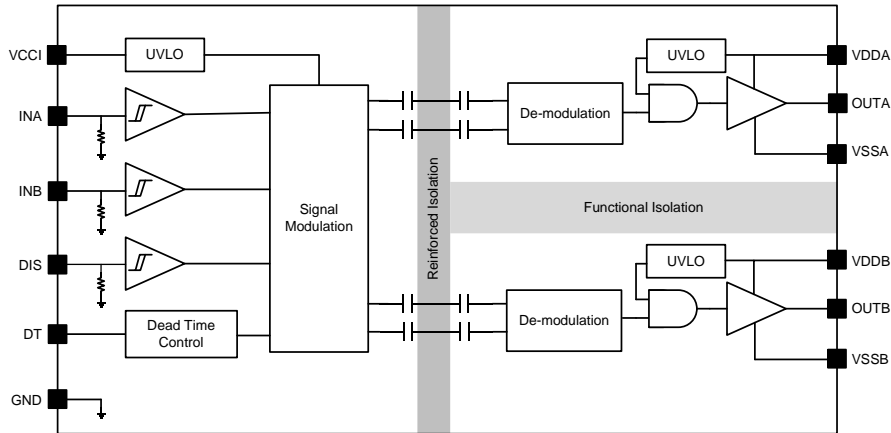 VCCI
UVLO
INA
INB
DIS
DT
Dead Time
Control
GND
Signal
Modulation
Reinforced Isolation
De-modulation
UVLO
VDDA
OUTA
VSSA
Functional Isolation
De-modulation
UVLO
VDDB
OUTB
VSSB